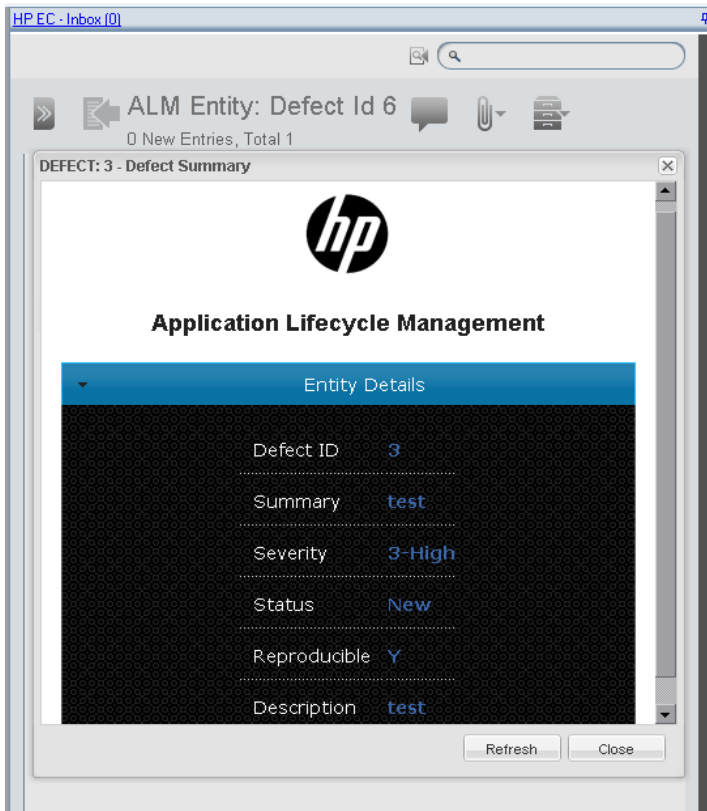 HP EC - Inbox (0)
ALM Entity: Defect Id 6
0 New Entries, Total 1
DEFECT: 3 - Defect Summary
hp
Application Lifecycle Management
Entity Details
Defect ID 3
Summary test
Severity 3-High
Status New
Reproducible Y
Description test
Refresh Close